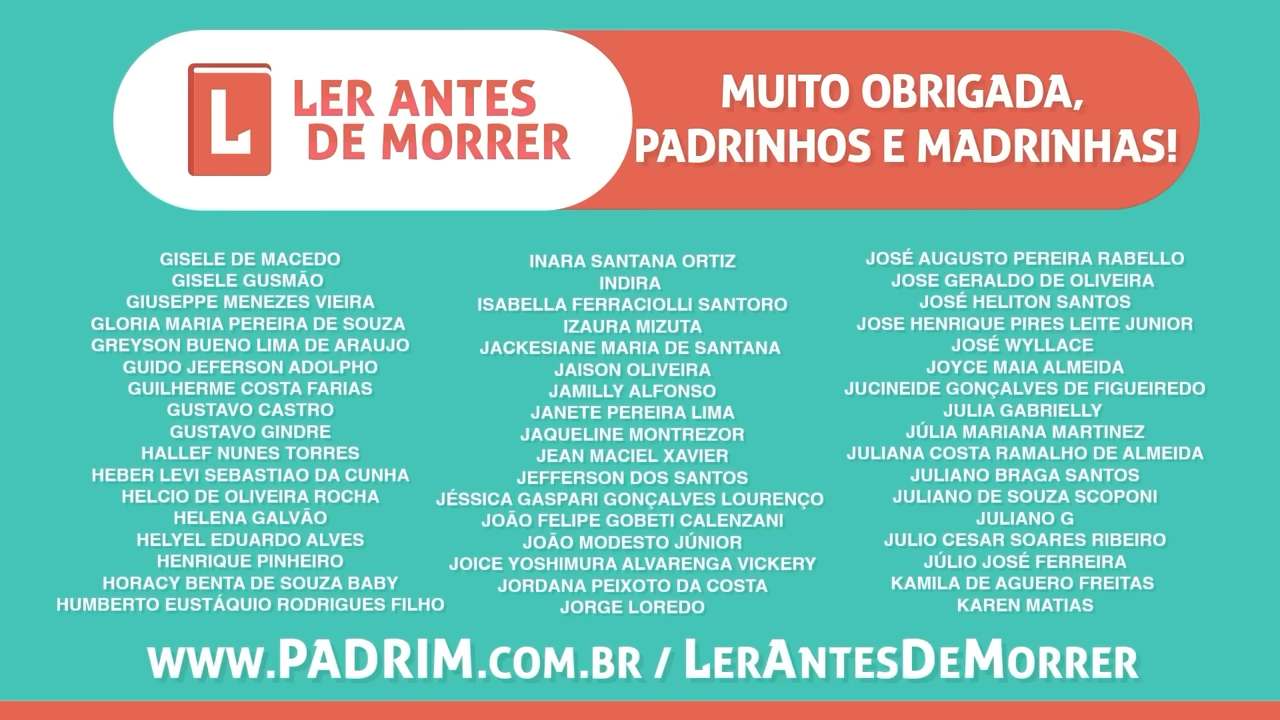 L
LER ANTES
DE MORRER
MUITO OBRIGADA,
PADRINHOS E MADRINHAS!
GISELE DE MACEDO
GISELE GUSMÃO
GIUSEPPE MENEZES VIEIRA
GLORIA MARIA PEREIRA DE SOUZA
GREYSON BUENO LIMA DE ARAUJO
GUIDO JEFERSON ADOLPHO
GUILHERME COSTA FARIAS
GUSTAVO CASTRO
GUSTAVO GINDRE
HALLEF NUNES TORRES
HEBER LEVI SEBASTIAO DA CUNHA
HELCIO DE OLIVEIRA ROCHA
HELENA GALVÃO
HELYEL EDUARDO ALVES
HENRIQUE PINHEIRO
HORACY BENTA DE SOUZA BABY
HUMBERTO EUSTÁQUIO RODRIGUES FILHO
INARA SANTANA ORTIZ
INDIRA
ISABELLA FERRACIOLLI SANTORO
IZAURA MIZUTA
JACKESIANE MARIA DE SANTANA
JAISON OLIVEIRA
JAMILLY ALFONSO
JANETE PEREIRA LIMA
JAQUELINE MONTREZOR
JEAN MACIEL XAVIER
JEFFERSON DOS SANTOS
JÉSSICA GASPARI GONÇALVES LOURENÇO
JOÃO FELIPE GOBETI CALENZANI
JOÃO MODESTO JÚNIOR
JOICE YOSHIMURA ALVARENGA VICKERY
JORDANA PEIXOTO DA COSTA
JORGE LOREDO
JOSÉ AUGUSTO PEREIRA RABELLO
JOSE GERALDO DE OLIVEIRA
JOSÉ HELITON SANTOS
JOSE HENRIQUE PIRES LEITE JUNIOR
JOSÉ WYLLACE
JOYCE MAIA ALMEIDA
JUCINEIDE GONÇALVES DE FIGUEIREDO
JULIA GABRIELLY
JÚLIA MARIANA MARTINEZ
JULIANA COSTA RAMALHO DE ALMEIDA
JULIANO BRAGA SANTOS
JULIANO DE SOUZA SCOPONI
JULIANO G
JULIO CESAR SOARES RIBEIRO
JÚLIO JOSÉ FERREIRA
KAMILA DE AGUERO FREITAS
KAREN MATIAS
WWW.PADRIM.COM.BR / LERANTESDEMORRER